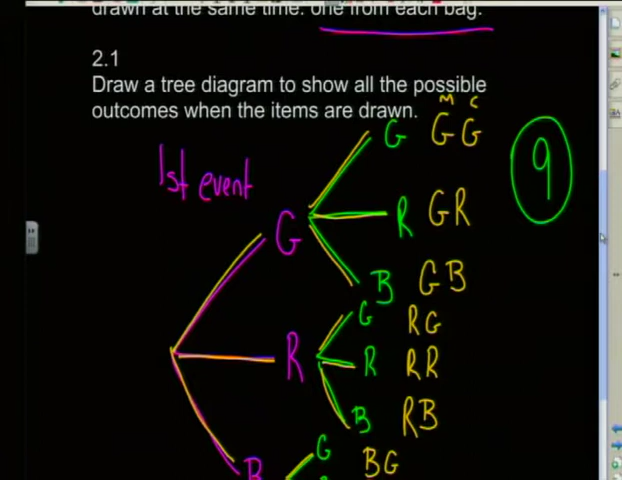 drawn at the same time. One from each bag.
2.1
Draw a tree diagram to show all the possible
outcomes when the items are drawn.
M C
G GG
9
1st event
G
R GR
B GB
G RG
R R RR
B RB
G BG
B